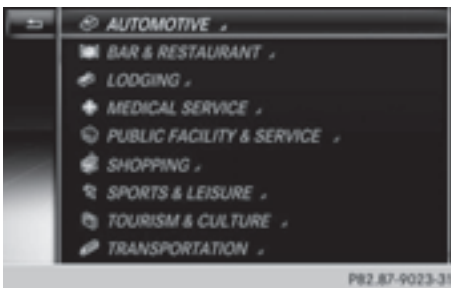 AUTOMOTIVE
BAR & RESTAURANT
LODGING
MEDICAL SERVICE
PUBLIC FACILITY & SERVICE
SHOPPING
SPORTS & LEISURE
TOURISM & CULTURE
TRANSPORTATION
P82.87-9023-31